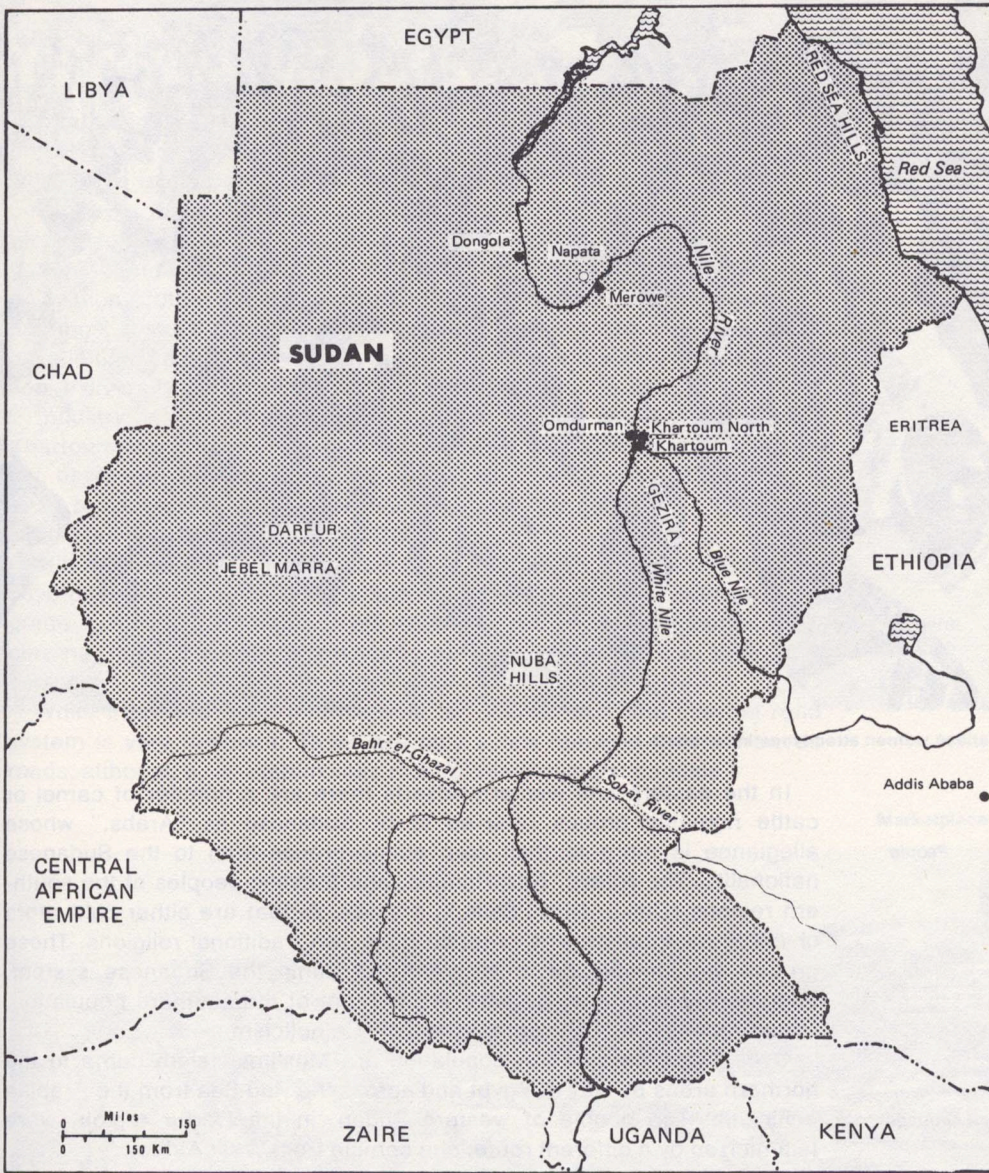 EGYPT
LIBYA
RED SEA HILLS
Red Sea
Dongola
Napata
Nile
River
Merowe
SUDAN
CHAD
Omdurman
Khartoum North
Khartoum
ERITREA
GEZIRA
DARFUR
JEBEL MARRA
White Nile
Blue Nile
ETHIOPIA
NUBA
HILLS
Bahr el-Ghazal
Sobat River
Addis Ababa
CENTRAL
AFRICAN
EMPIRE
Miles
0 150
0 150 Km
ZAIRE
UGANDA
KENYA